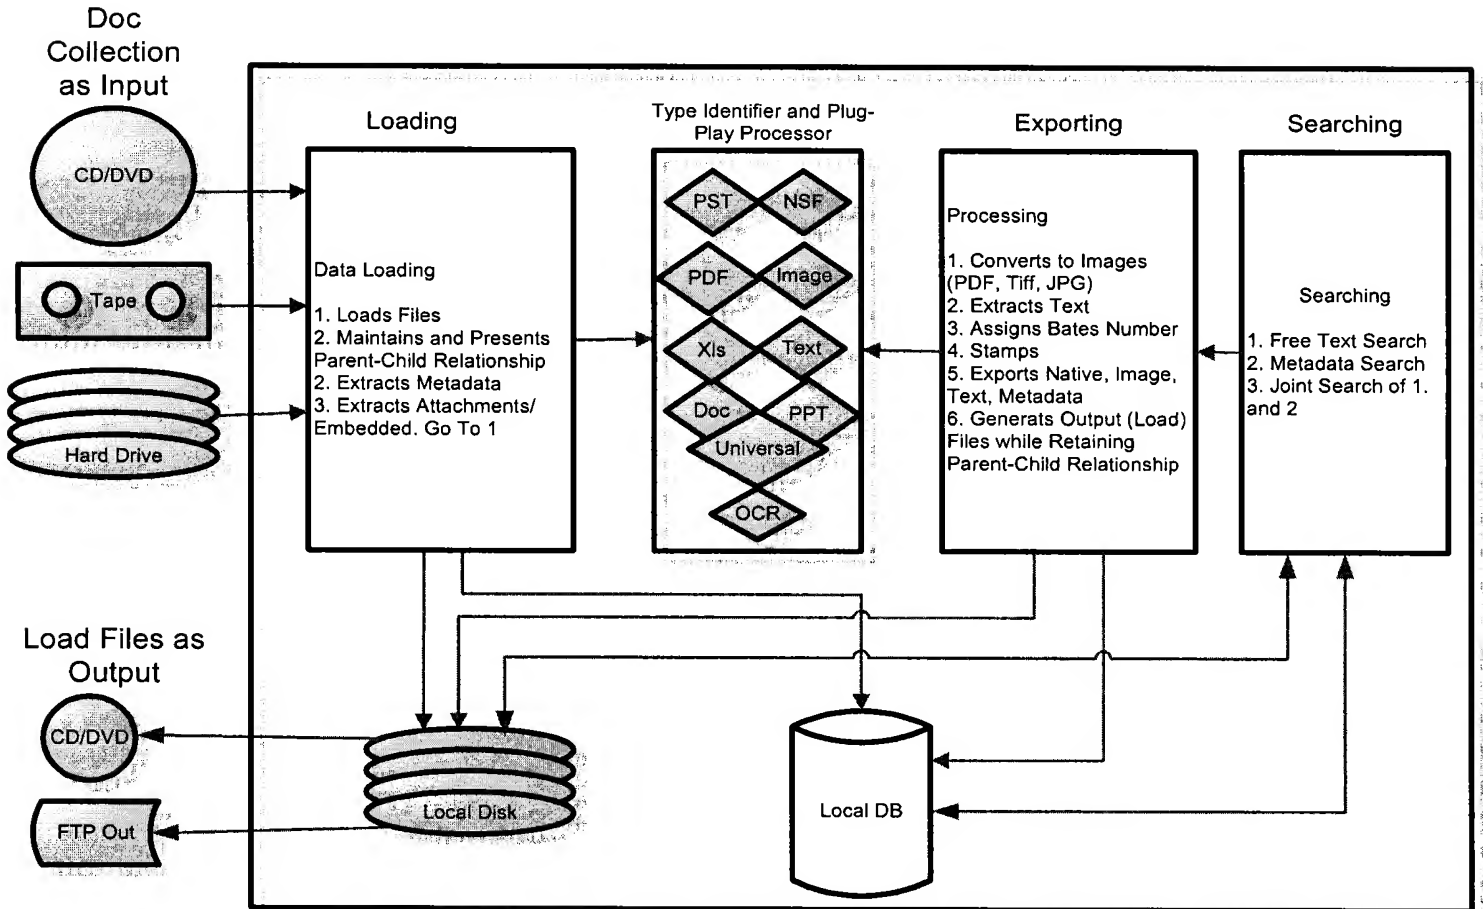 Doc
Collection
as Input
CD/DVD
Tape
Hard Drive
Loading
Data Loading
1. Loads Files
2. Maintains and Presents
Parent-Child Relationship
2. Extracts Metadata
3. Extracts Attachments/
Embedded. Go To 1
Type Identifier and Plug-
Play Processor
PST
NSF
PDF
Image
Xls
Text
Doc
PPT
Universal
OCR
Exporting
Processing
1. Converts to Images
(PDF, Tiff, JPG)
2. Extracts Text
3. Assigns Bates Number
4. Stamps
5. Exports Native, Image,
Text, Metadata
6. Generats Output (Load)
Files while Retaining
Parent-Child Relationship
Searching
Searching
1. Free Text Search
2. Metadata Search
3. Joint Search of 1.
and 2
Load Files as
Output
CD/DVD
FTP Out
Local Disk
Local DB